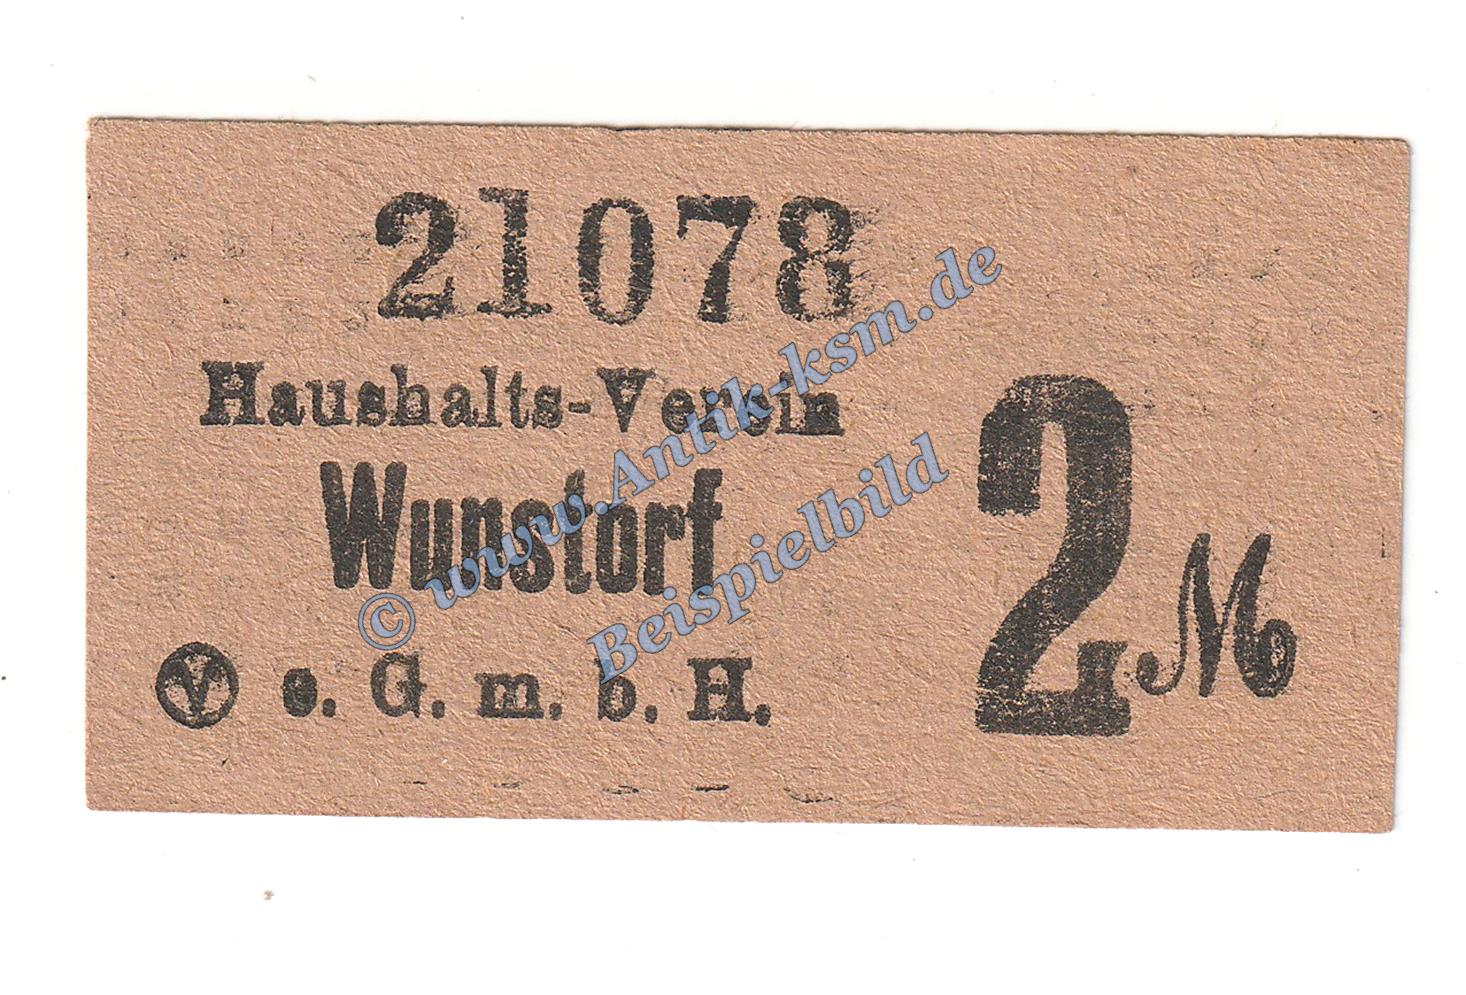 21078
Haushalts-Verein
Wunstorf
2 M
V e. G. m. b. H.
© www.Antik-ksm.de
Beispielbild